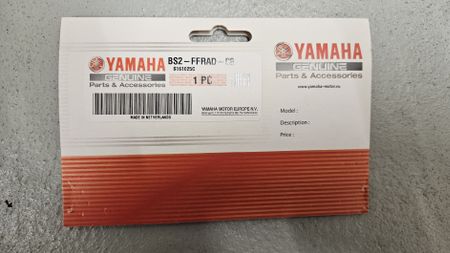 YAMAHA
GENUINE
Parts & Accessories
BS2-FFRAD-
1 PC
YAMAHA MOTOR EUROPE N.V.
MADE IN NETHERLANDS
YAMAHA
GENUINE
Parts & Accessories
www.yamaha-motor.eu
Model :
Description :
Price :